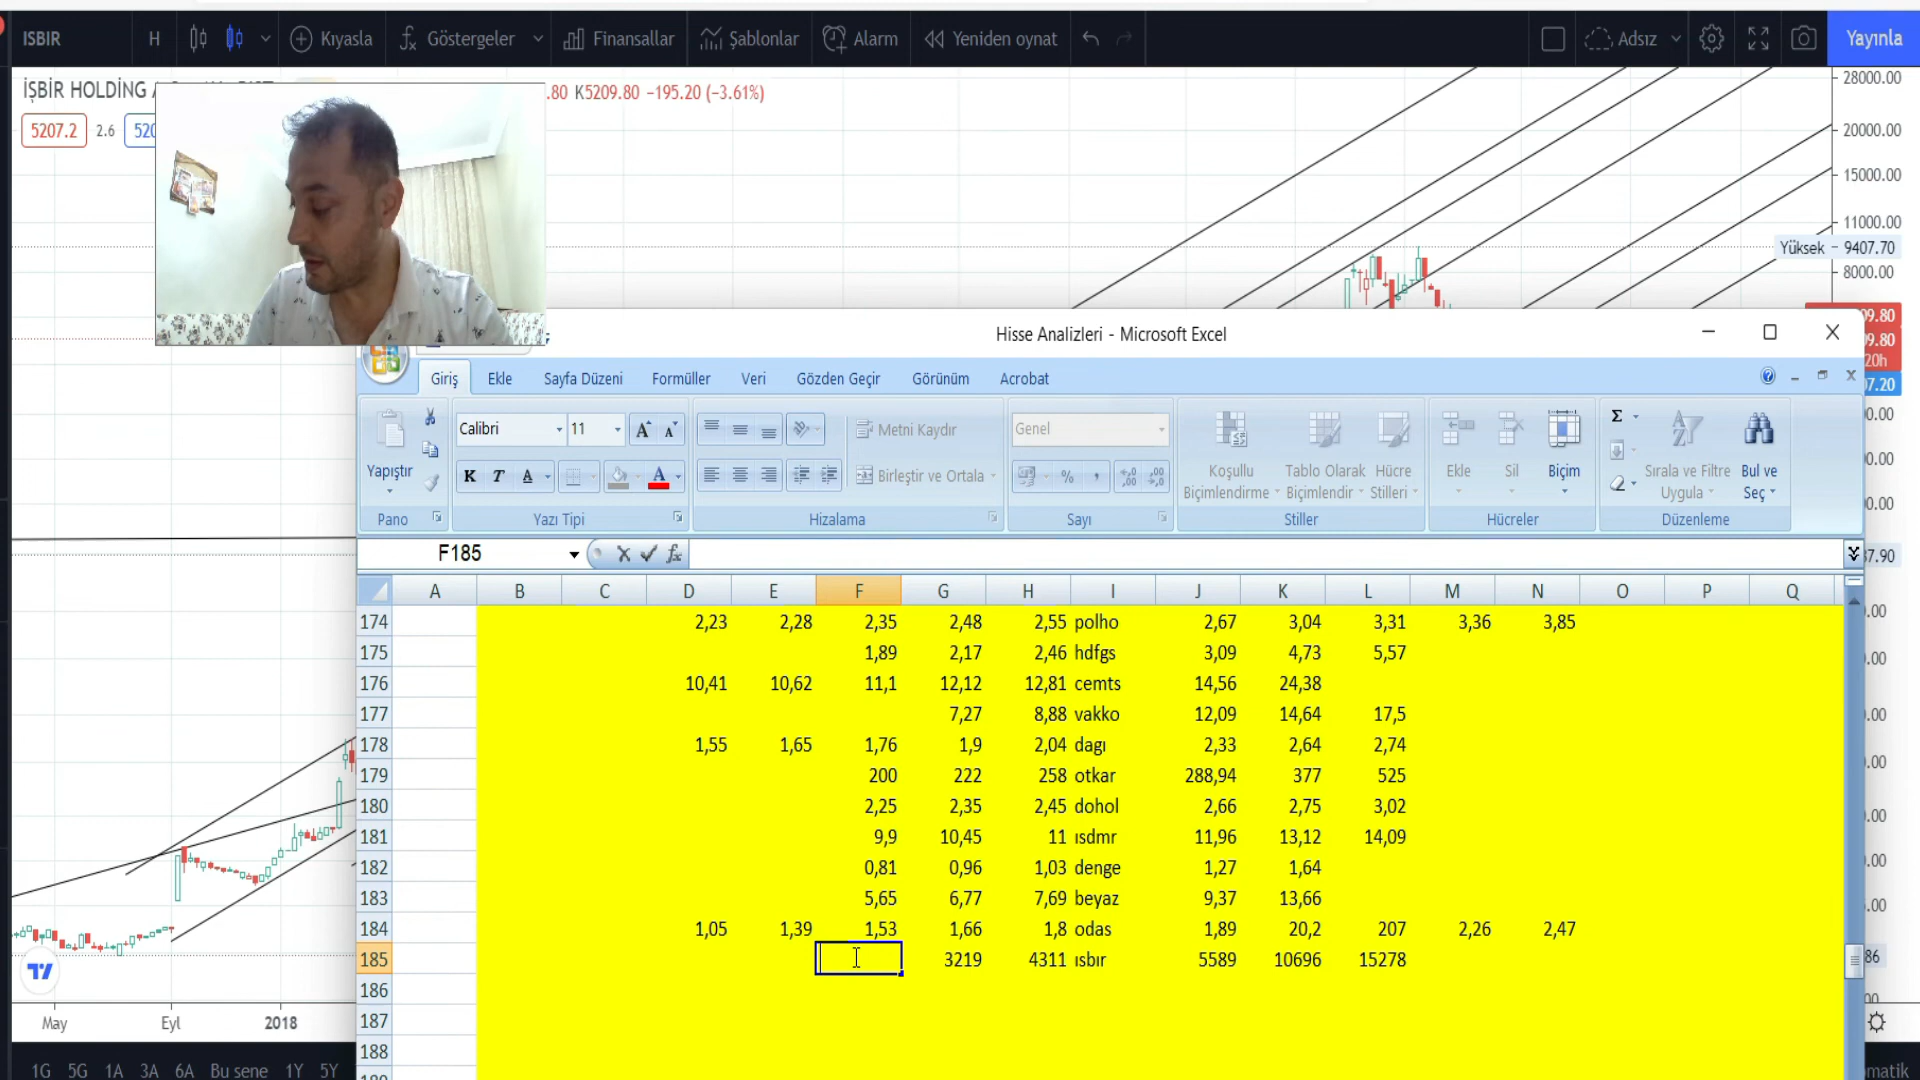 ISBIR H Kıyasla Göstergeler Finansallar Şablonlar Alarm Yeniden oynat Adsız Yayınla
İŞBİR HOLDİNG A .80 K5209.80 −195.20 (−3.61%)
5207.2 2.6 520
28000.00
20000.00
15000.00
11000.00
Yüksek 9407.70
8000.00
Hisse Analizleri - Microsoft Excel
Giriş Ekle Sayfa Düzeni Formüller Veri Gözden Geçir Görünüm Acrobat
Calibri 11 Metni Kaydır Genel
Yapıştır K T A Birleştir ve Ortala %
Koşullu Biçimlendirme Tablo Olarak Biçimlendir Hücre Stilleri Ekle Sil Biçim Sırala ve Filtre Uygula Bul ve Seç
Pano Yazı Tipi Hizalama Sayı Stiller Hücreler Düzenleme
F185 fx
A B C D E F G H I J K L M N O P Q
174 2,23 2,28 2,35 2,48 2,55 polho 2,67 3,04 3,31 3,36 3,85
175 1,89 2,17 2,46 hdfgs 3,09 4,73 5,57
176 10,41 10,62 11,1 12,12 12,81 cemts 14,56 24,38
177 7,27 8,88 vakko 12,09 14,64 17,5
178 1,55 1,65 1,76 1,9 2,04 dagı 2,33 2,64 2,74
179 200 222 258 otkar 288,94 377 525
180 2,25 2,35 2,45 dohol 2,66 2,75 3,02
181 9,9 10,45 11 ısdmr 11,96 13,12 14,09
182 0,81 0,96 1,03 denge 1,27 1,64
183 5,65 6,77 7,69 beyaz 9,37 13,66
184 1,05 1,39 1,53 1,66 1,8 odas 1,89 20,2 207 2,26 2,47
185 3219 4311 ısbır 5589 10696 15278
186
187
188
May Eyl 2018
1G 5G 1A 3A 6A Bu sene 1Y 5Y